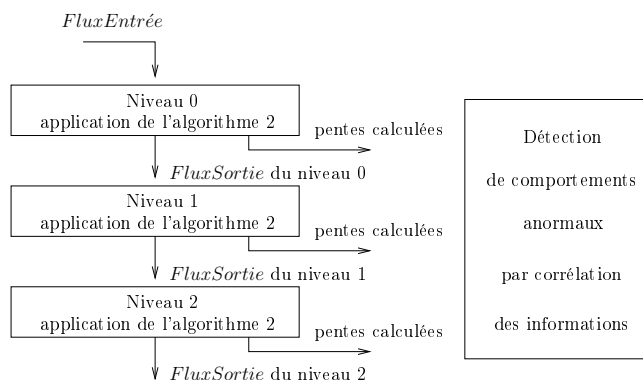 FluxEntrée
Niveau 0
application de l'algorithme 2
pentes calculées
FluxSortie du niveau 0
Niveau 1
application de l'algorithme 2
pentes calculées
FluxSortie du niveau 1
Niveau 2
application de l'algorithme 2
pentes calculées
FluxSortie du niveau 2
Détection
de comportements
anormaux
par corrélation
des informations